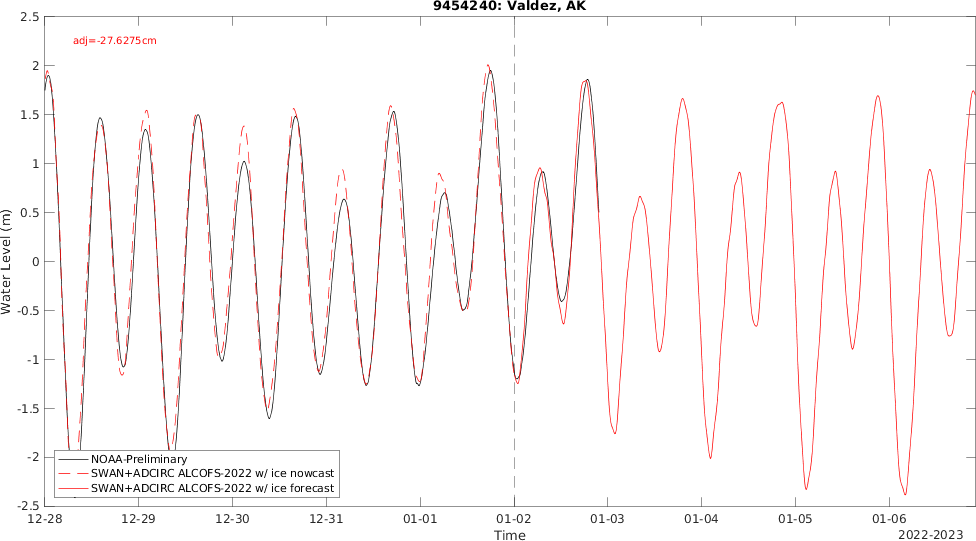 9454240: Valdez, AK
adj=-27.6275cm
2.5
2
1.5
1
0.5
0
-0.5
-1
-1.5
-2
-2.5
Water Level (m)
NOAA-Preliminary
SWAN+ADCIRC ALCOFS-2022 w/ ice nowcast
SWAN+ADCIRC ALCOFS-2022 w/ ice forecast
12-28 12-29 12-30 12-31 01-01 01-02 01-03 01-04 01-05 01-06
Time
2022-2023